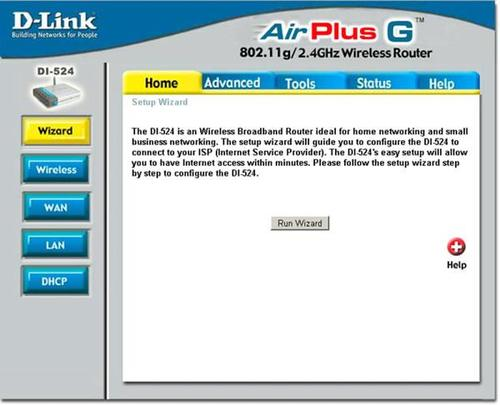 D-Link
Building Networks for People
AirPlus G™
802.11g/2.4GHz Wireless Router
DI-524
Home
Advanced
Tools
Status
Help
Wizard
Wireless
WAN
LAN
DHCP
Setup Wizard
The DI-524 is an Wireless Broadband Router ideal for home networking and small
business networking. The setup wizard will guide you to configure the DI-524 to
connect to your ISP (Internet Service Provider). The DI-524's easy setup will allow
you to have Internet access within minutes. Please follow the setup wizard step
by step to configure the DI-524.
Run Wizard
Help